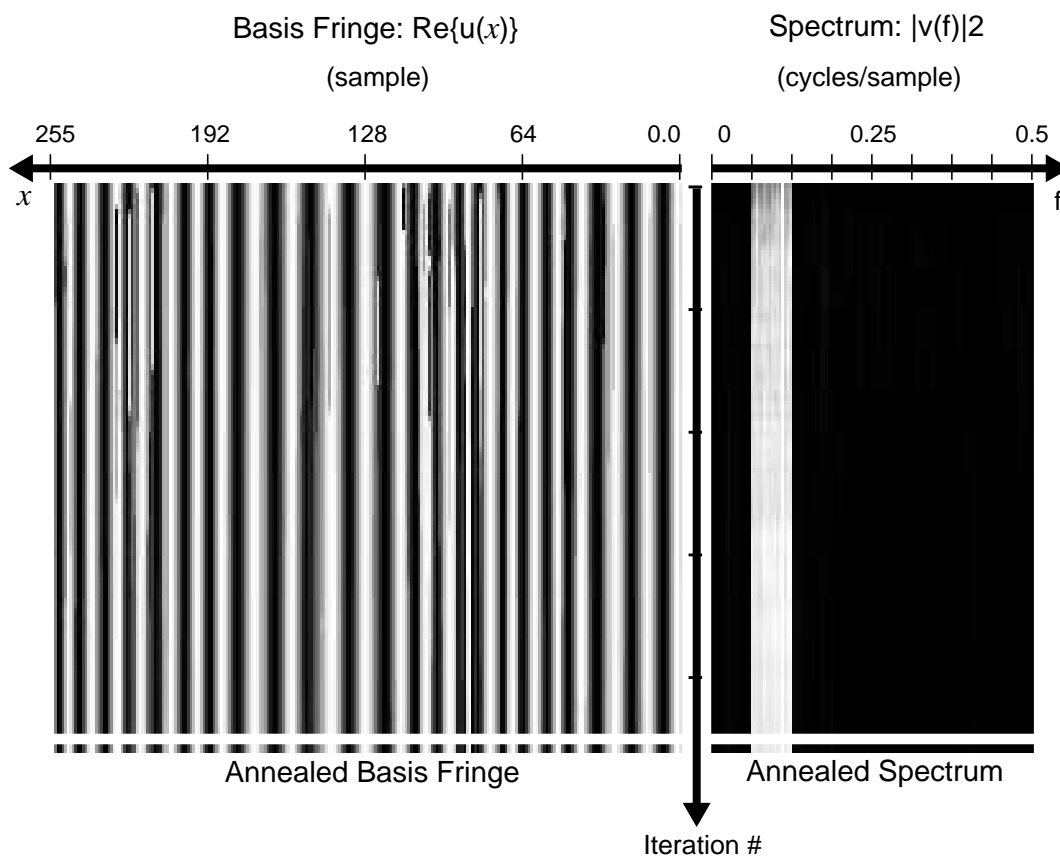 Basis Fringe: Re{u(x)}
Spectrum: |v(f)|2
(sample)
(cycles/sample)
255 192 128 64 0.0
0 0.25 0.5
x
f
Annealed Basis Fringe
Annealed Spectrum
Iteration #